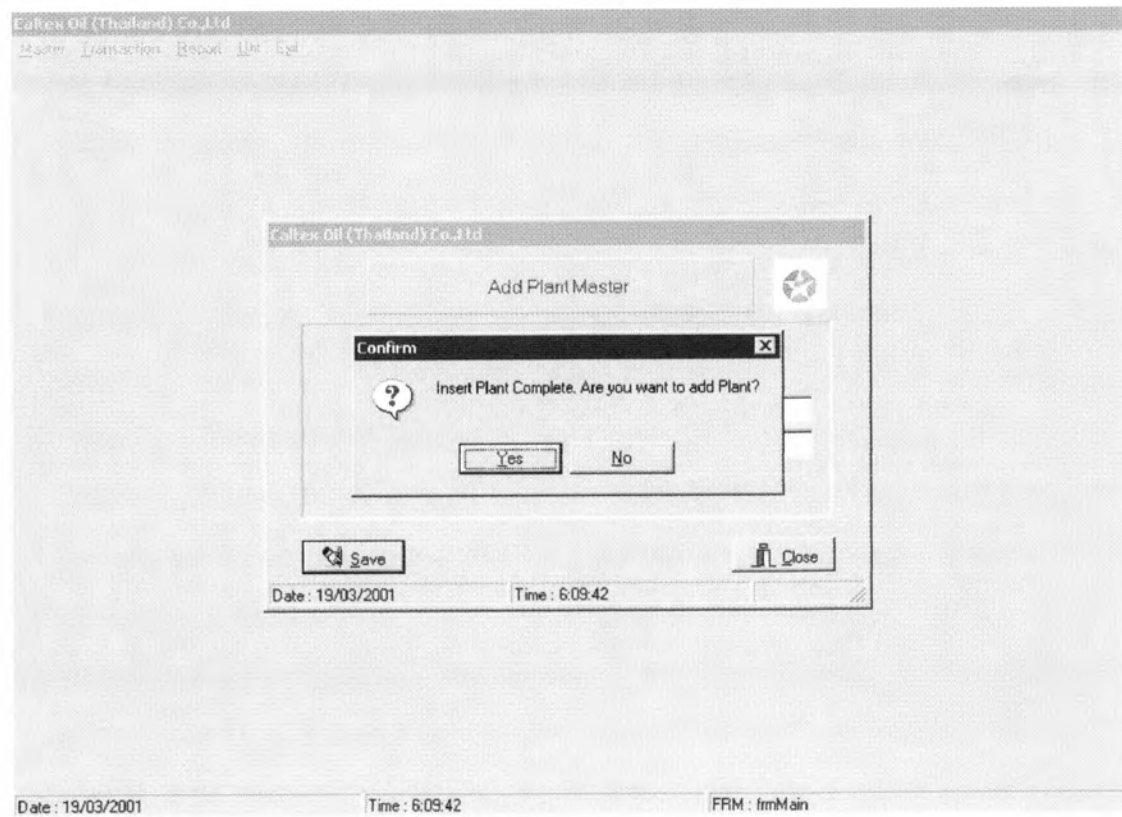 Caltex Oil (Thailand) Co.,Ltd
Master Transaction Report Util Exit
Caltex Oil (Thailand) Co.,Ltd
Add Plant Master
Confirm
Insert Plant Complete. Are you want to add Plant?
Yes No
Save Close
Date : 19/03/2001 Time : 6:09:42
Date : 19/03/2001 Time : 6:09:42 FRM : frmMain